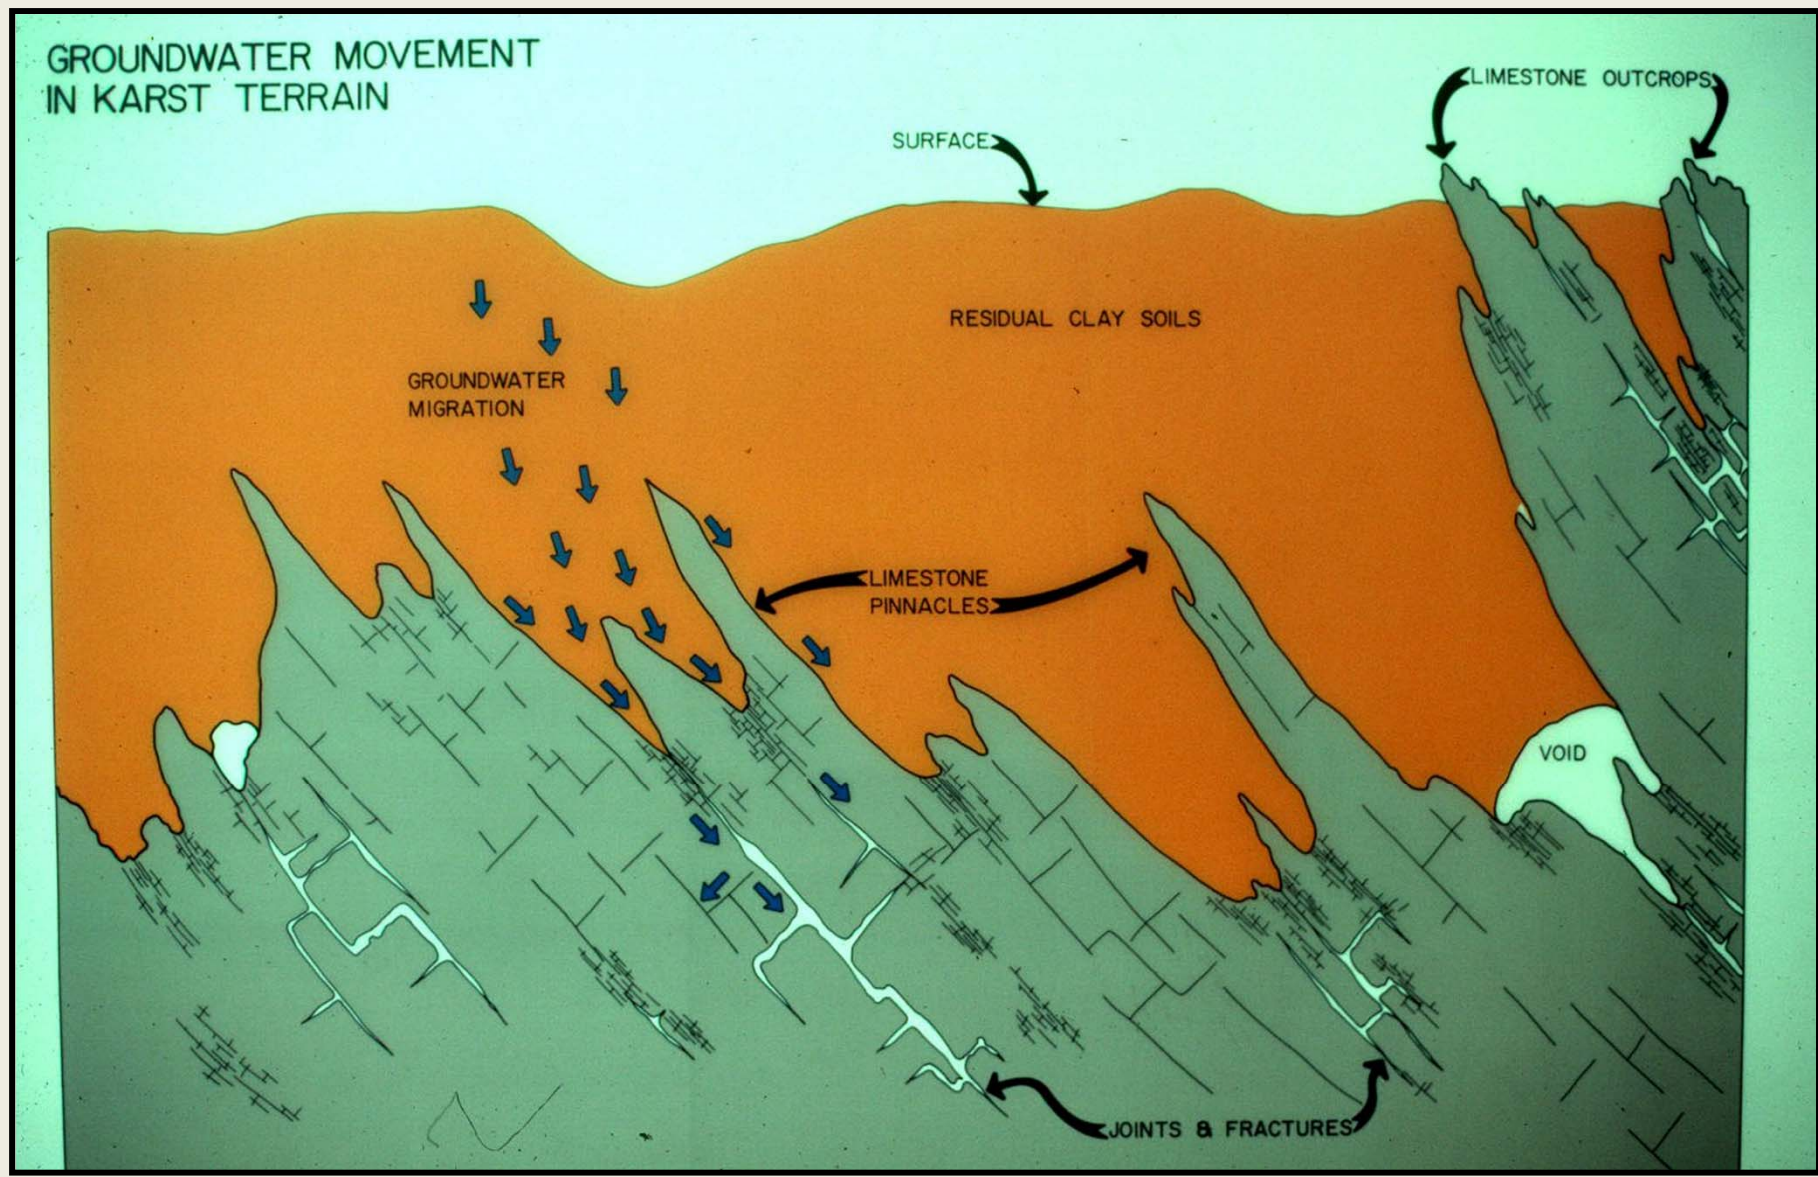 GROUNDWATER MOVEMENT
IN KARST TERRAIN
LIMESTONE OUTCROPS
SURFACE
RESIDUAL CLAY SOILS
GROUNDWATER
MIGRATION
LIMESTONE
PINNACLES
VOID
JOINTS & FRACTURES